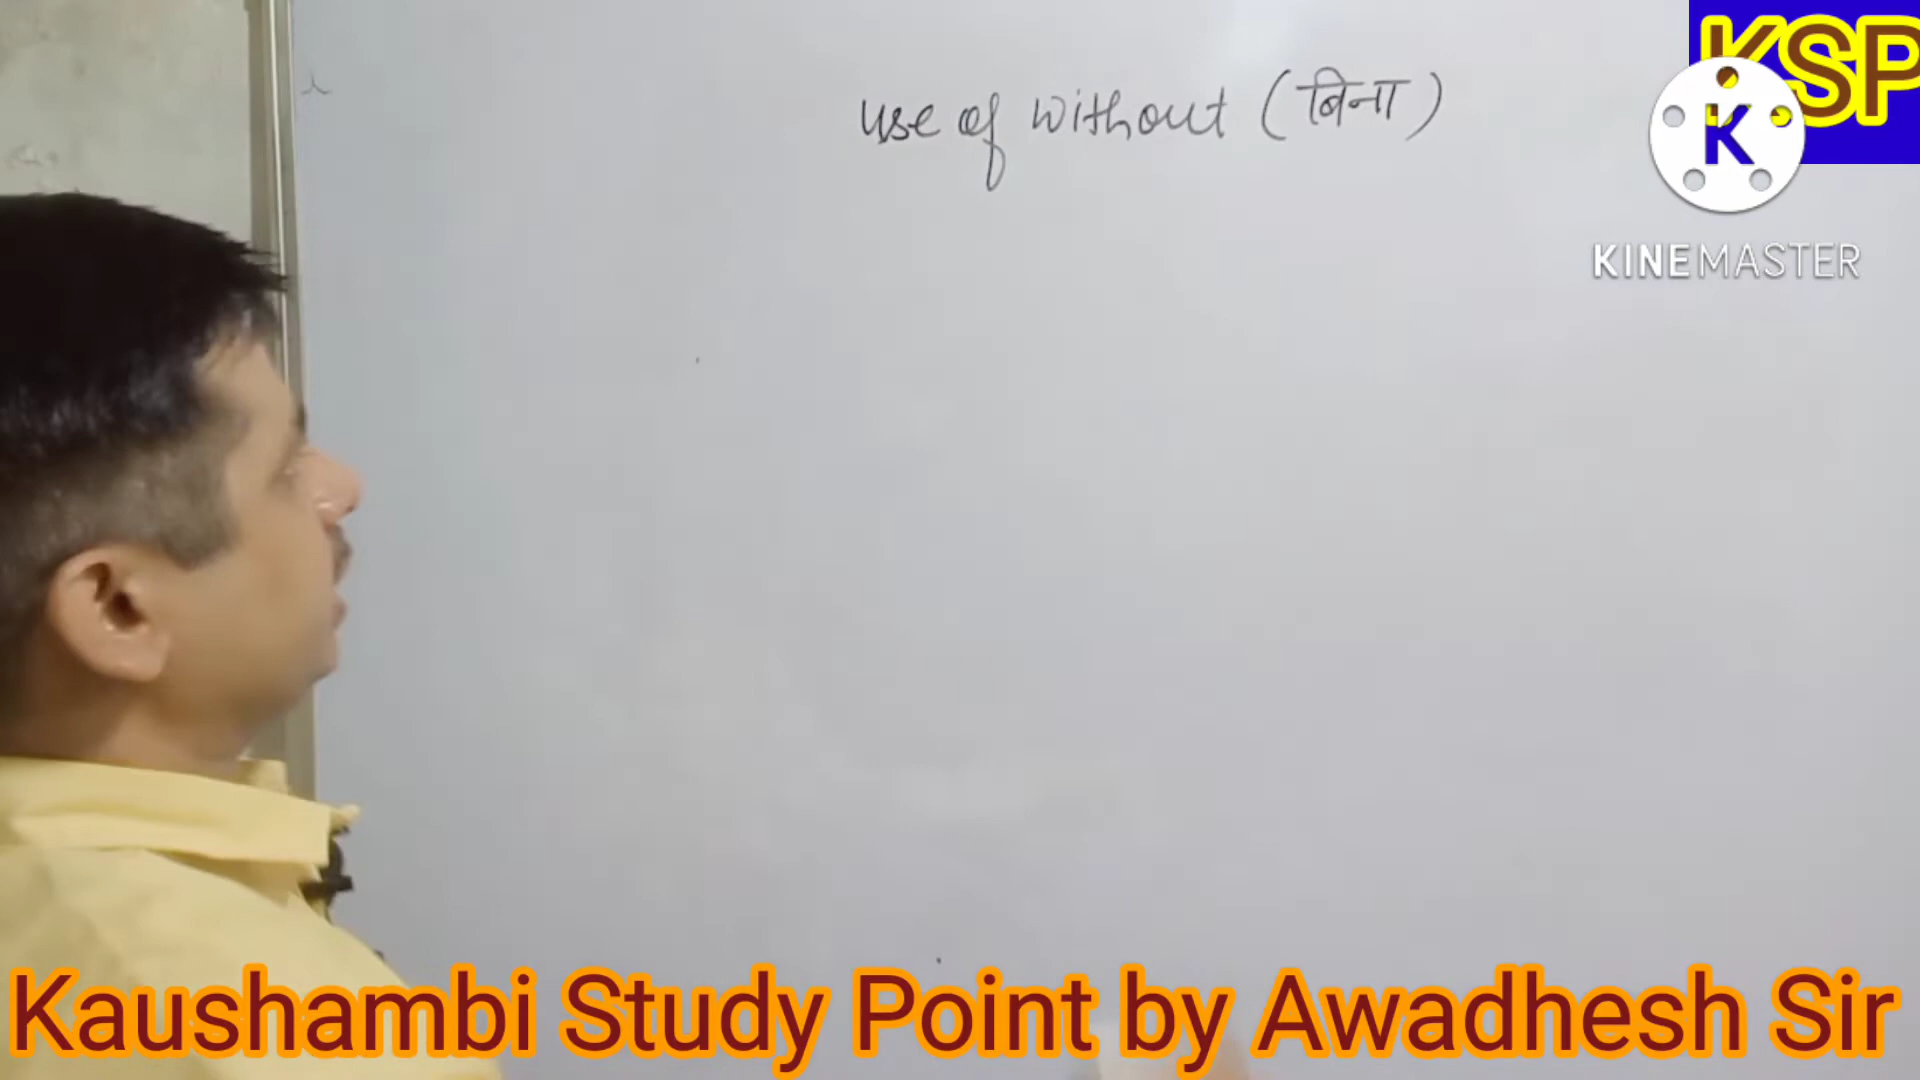 use of without (बिना)
KSP
K
KINEMASTER
Kaushambi Study Point by Awadhesh Sir